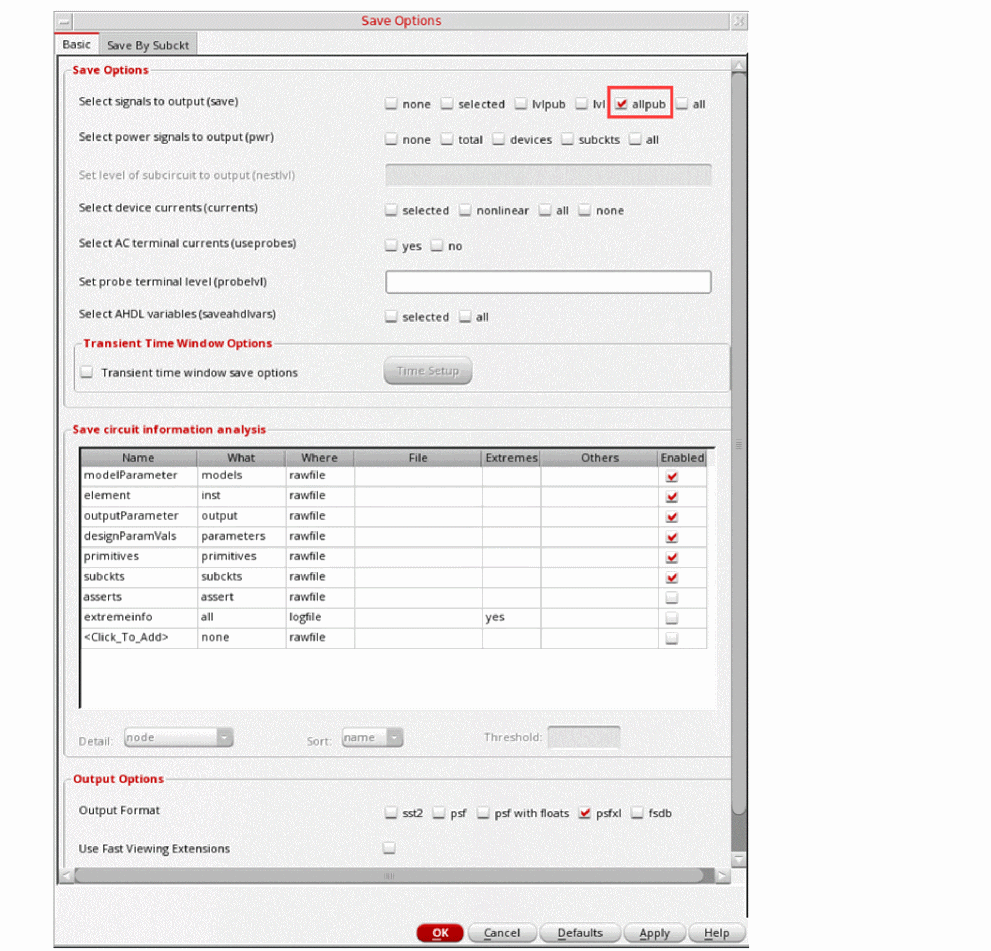 Save Options
Basic Save By Subckt
Save Options
Select signals to output (save) none selected lvlpub lvl allpub all
Select power signals to output (pwr) none total devices subckts all
Set level of subcircuit to output (nestlvl)
Select device currents (currents) selected nonlinear all none
Select AC terminal currents (useprobes) yes no
Set probe terminal level (probelvl)
Select AHDL variables (saveahdlvars) selected all
Transient Time Window Options
Transient time window save options Time Setup
Save circuit information analysis
Name What Where File Extremes Others Enabled
modelParameter models rawfile
element inst rawfile
outputParameter output rawfile
designParamVals parameters rawfile
primitives primitives rawfile
subckts subckts rawfile
asserts assert rawfile
extremeinfo all logfile yes
<Click_To_Add> none rawfile
Detail: node Sort: name Threshold:
Output Options
Output Format sst2 psf psf with floats psfxl fsdb
Use Fast Viewing Extensions
OK Cancel Defaults Apply Help